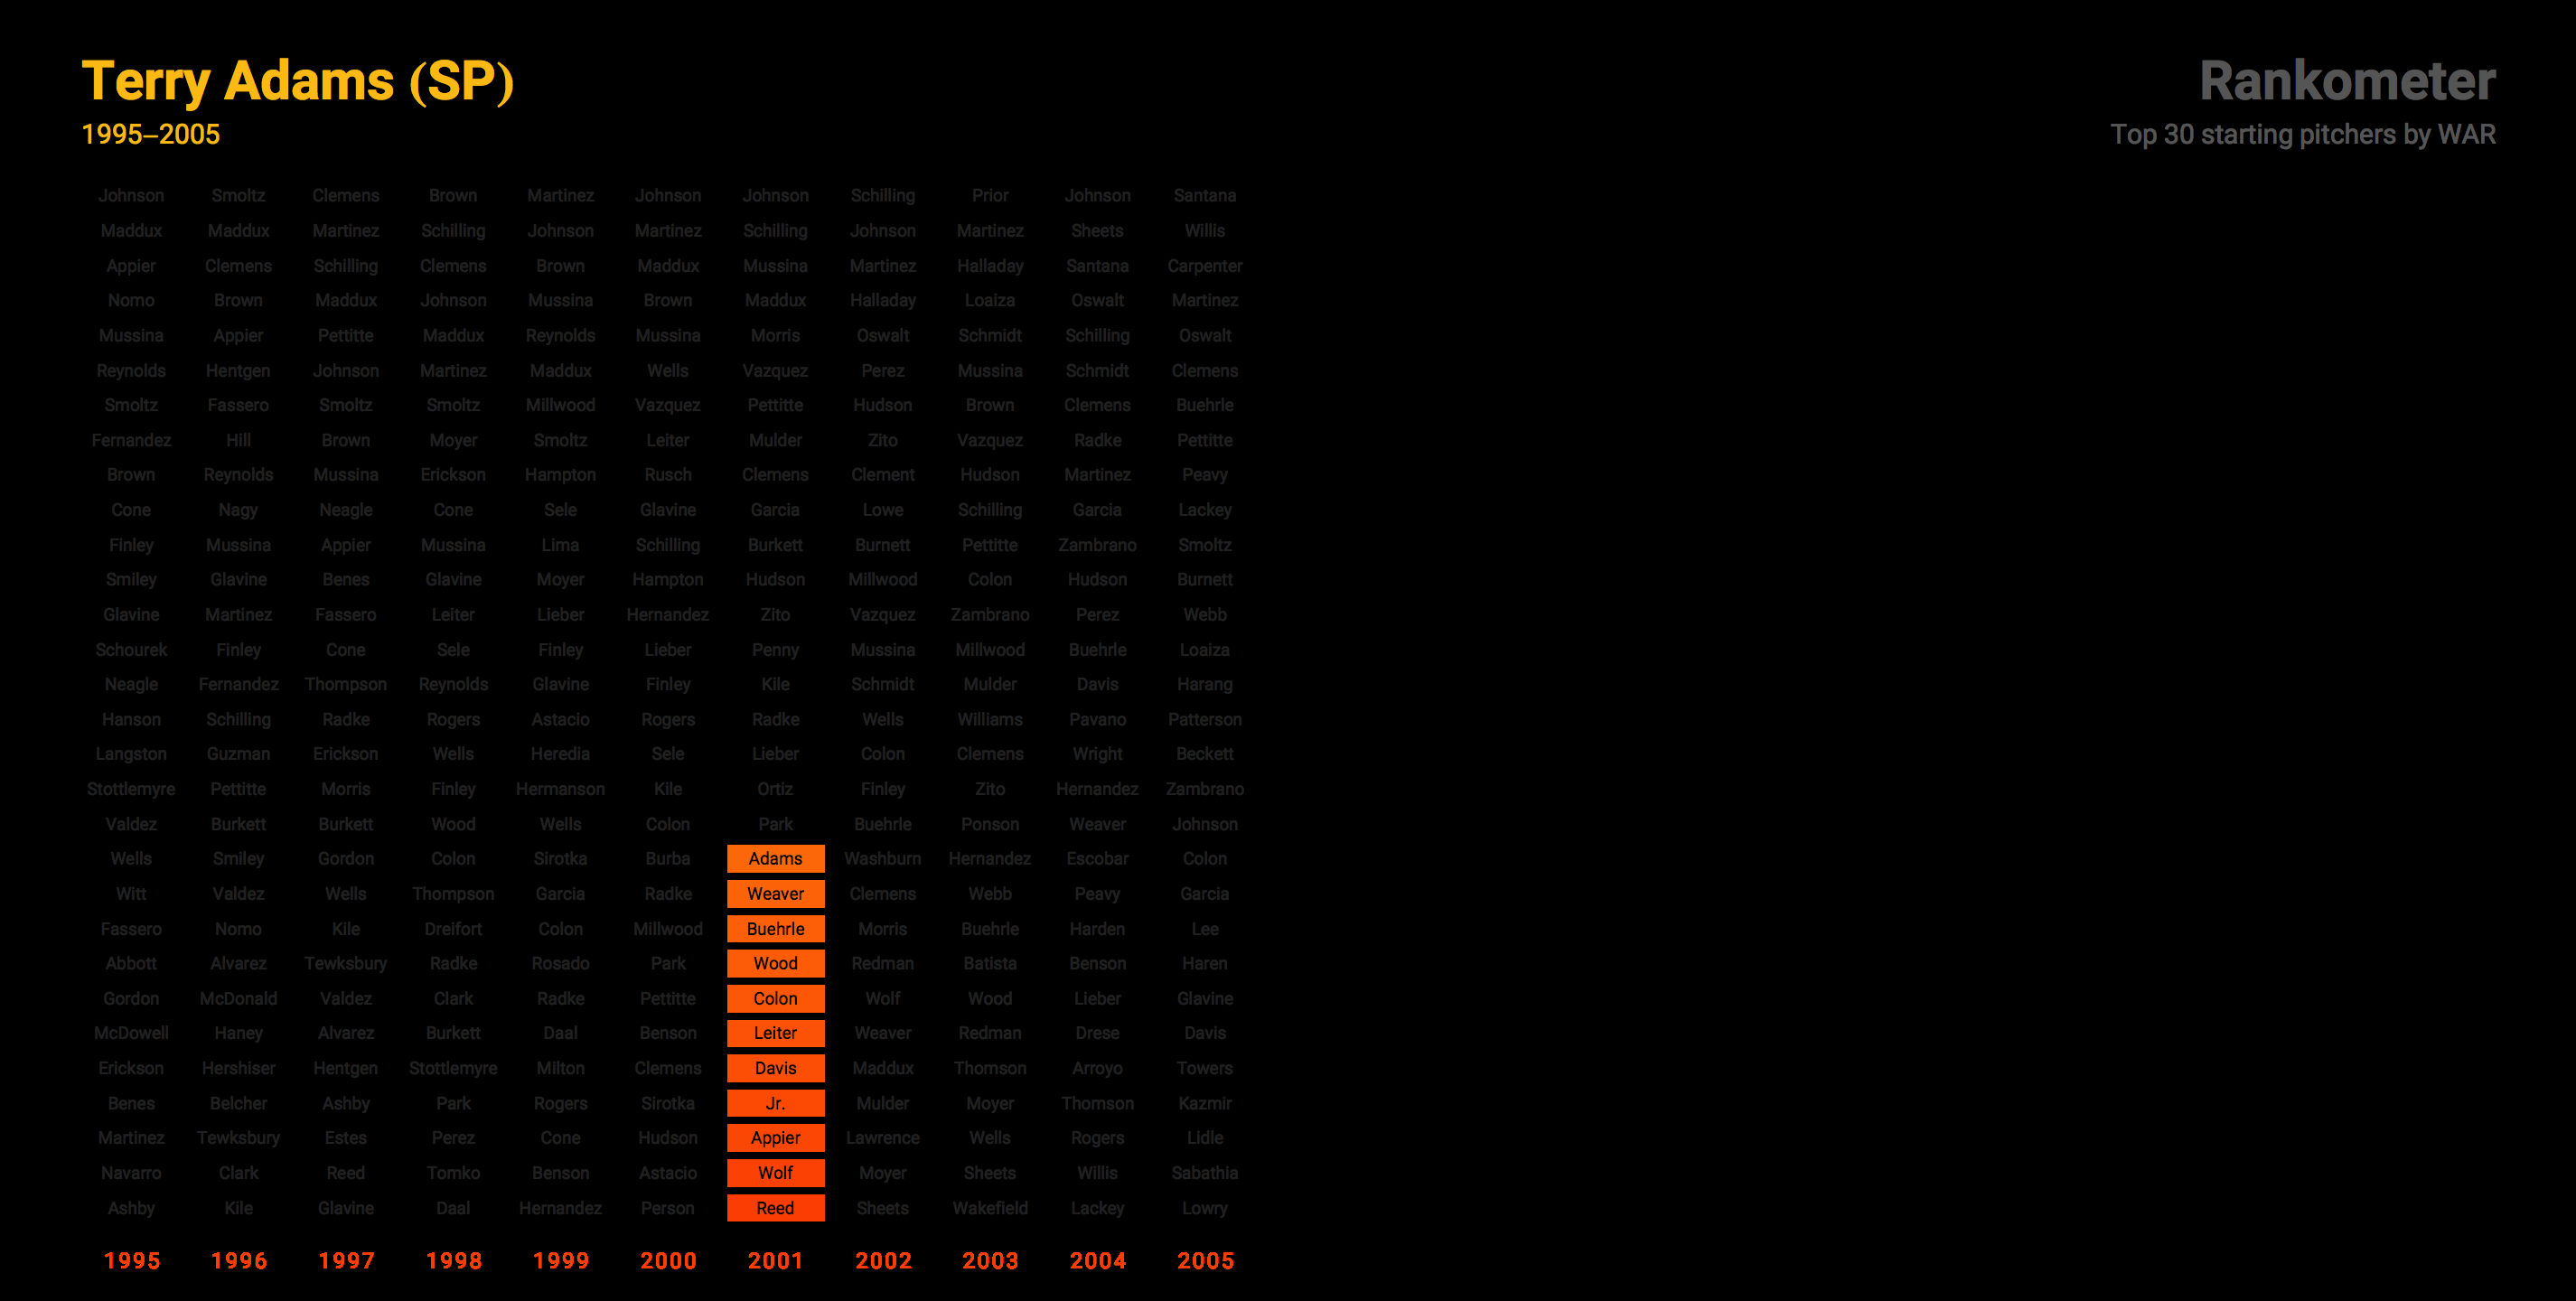 Terry Adams (SP)
1995–2005
Rankometer
Top 30 starting pitchers by WAR
Johnson Smoltz Clemens Brown Martinez Johnson Johnson Schilling Prior Johnson Santana
Maddux Maddux Martinez Schilling Johnson Martinez Schilling Johnson Martinez Sheets Willis
Appier Clemens Schilling Clemens Brown Maddux Mussina Martinez Halladay Santana Carpenter
Nomo Brown Maddux Johnson Mussina Brown Maddux Halladay Loaiza Oswalt Martinez
Mussina Appier Pettitte Maddux Reynolds Mussina Morris Oswalt Schmidt Schilling Oswalt
Reynolds Hentgen Johnson Martinez Maddux Wells Vazquez Perez Mussina Schmidt Clemens
Smoltz Fassero Smoltz Smoltz Millwood Vazquez Pettitte Hudson Brown Clemens Buehrle
Fernandez Hill Brown Moyer Smoltz Leiter Mulder Zito Vazquez Radke Pettitte
Brown Reynolds Mussina Erickson Hampton Rusch Clemens Clement Hudson Martinez Peavy
Cone Nagy Neagle Cone Sele Glavine Garcia Lowe Schilling Garcia Lackey
Finley Mussina Appier Mussina Lima Schilling Burkett Burnett Pettitte Zambrano Smoltz
Smiley Glavine Benes Glavine Moyer Hampton Hudson Millwood Colon Hudson Burnett
Glavine Martinez Fassero Leiter Lieber Hernandez Zito Vazquez Zambrano Perez Webb
Schourek Finley Cone Sele Finley Lieber Penny Mussina Millwood Buehrle Loaiza
Neagle Fernandez Thompson Reynolds Glavine Finley Kile Schmidt Mulder Davis Harang
Hanson Schilling Radke Rogers Astacio Rogers Radke Wells Williams Pavano Patterson
Langston Guzman Erickson Wells Heredia Sele Lieber Colon Clemens Wright Beckett
Stottlemyre Pettitte Morris Finley Hermanson Kile Ortiz Finley Zito Hernandez Zambrano
Valdez Burkett Burkett Wood Wells Colon Park Buehrle Ponson Weaver Johnson
Wells Smiley Gordon Colon Sirotka Burba Adams Washburn Hernandez Escobar Colon
Witt Valdez Wells Thompson Garcia Radke Weaver Clemens Webb Peavy Garcia
Fassero Nomo Kile Dreifort Colon Millwood Buehrle Morris Buehrle Harden Lee
Abbott Alvarez Tewksbury Radke Rosado Park Wood Redman Batista Benson Haren
Gordon McDonald Valdez Clark Radke Pettitte Colon Wolf Wood Lieber Glavine
McDowell Haney Alvarez Burkett Daal Benson Leiter Weaver Redman Drese Davis
Erickson Hershiser Hentgen Stottlemyre Milton Clemens Davis Maddux Thomson Arroyo Towers
Benes Belcher Ashby Park Rogers Sirotka Jr. Mulder Moyer Thomson Kazmir
Martinez Tewksbury Estes Perez Cone Hudson Appier Lawrence Wells Rogers Lidle
Navarro Clark Reed Tomko Benson Astacio Wolf Moyer Sheets Willis Sabathia
Ashby Kile Glavine Daal Hernandez Person Reed Sheets Wakefield Lackey Lowry
1995 1996 1997 1998 1999 2000 2001 2002 2003 2004 2005